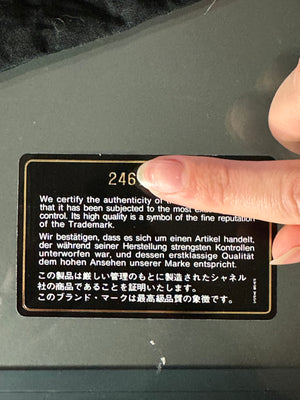 246
We certify the authenticity of
that it has been subjected to the most
control. Its high quality is a symbol of the fine reputation
of the Trademark.
Wir bestätigen, dass es sich um einen Artikel handelt,
der während seiner Herstellung strengsten Kontrollen
unterworfen war, und dessen erstklassige Qualität
dem hohen Ansehen unserer Marke entspricht.
この製品は厳しい管理のもとに製造されたシャネル
社の商品であることを証明いたします。
このブランド・マークは最高級品質の象徴です。